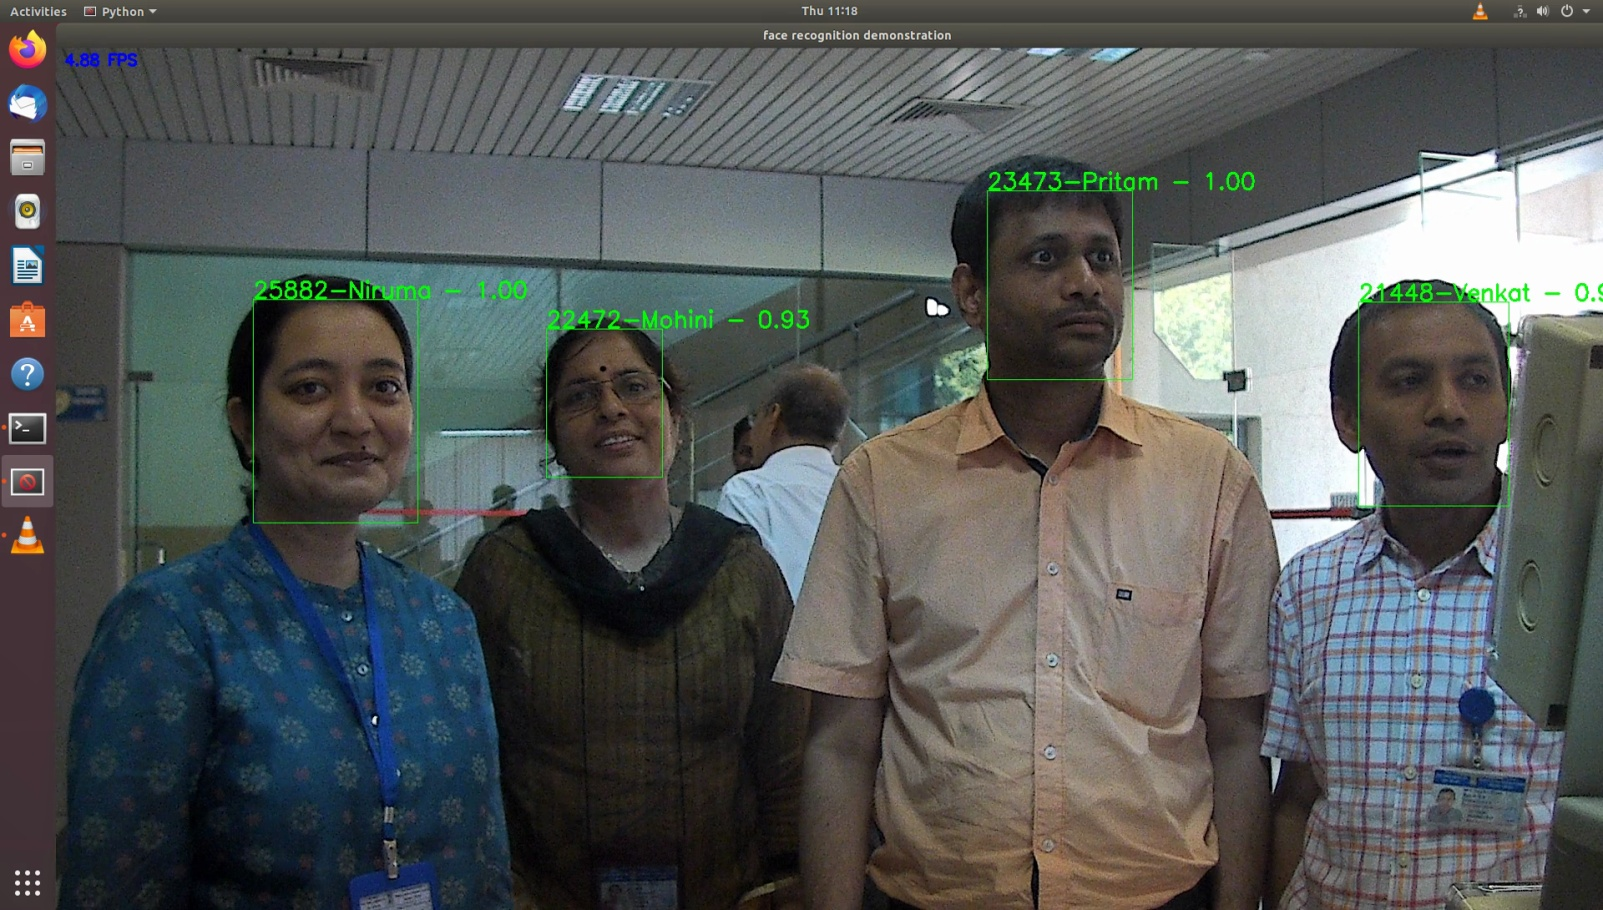 Activities Python Thu 11:18
face recognition demonstration
4.88 FPS
23473-Pritam - 1.00
25882-Niruma - 1.00
21448-Venkat - 0.9
22472-Mohini - 0.93